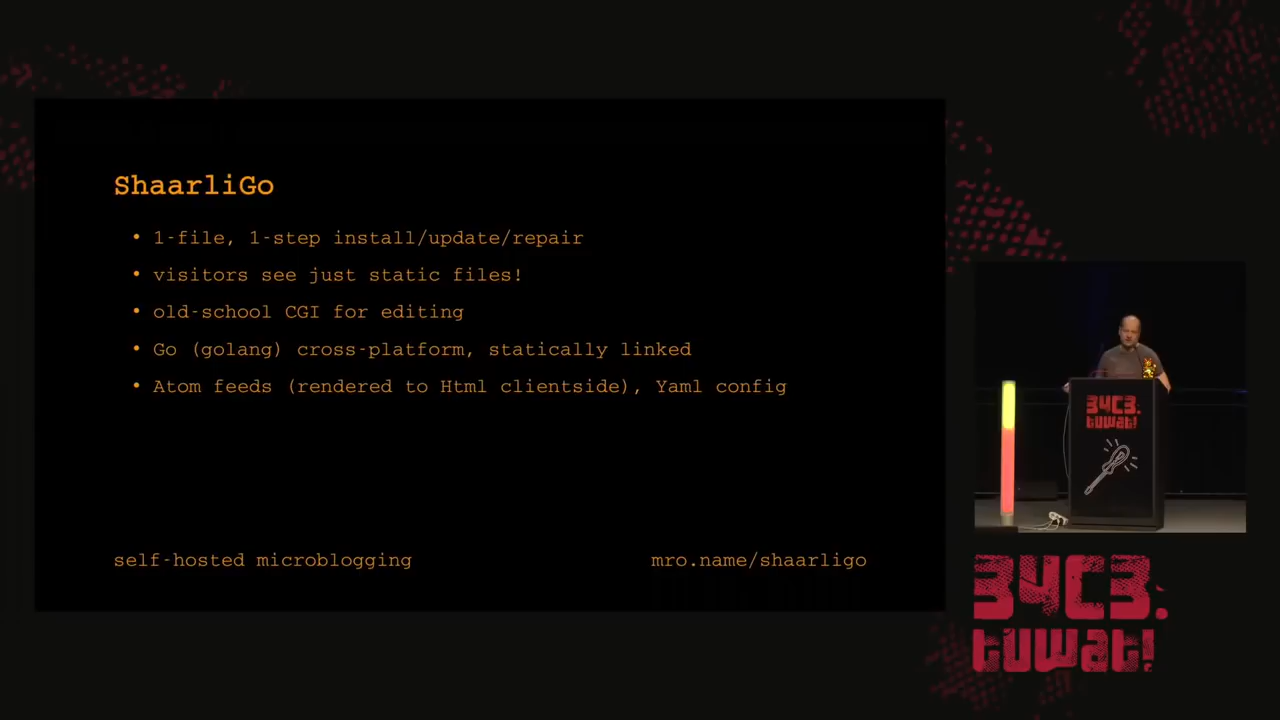 ShaarliGo
• 1-file, 1-step install/update/repair
• visitors see just static files!
• old-school CGI for editing
• Go (golang) cross-platform, statically linked
• Atom feeds (rendered to Html clientside), Yaml config
self-hosted microblogging
mro.name/shaarligo
34C3.
tuwat!
34C3.
tuwat!